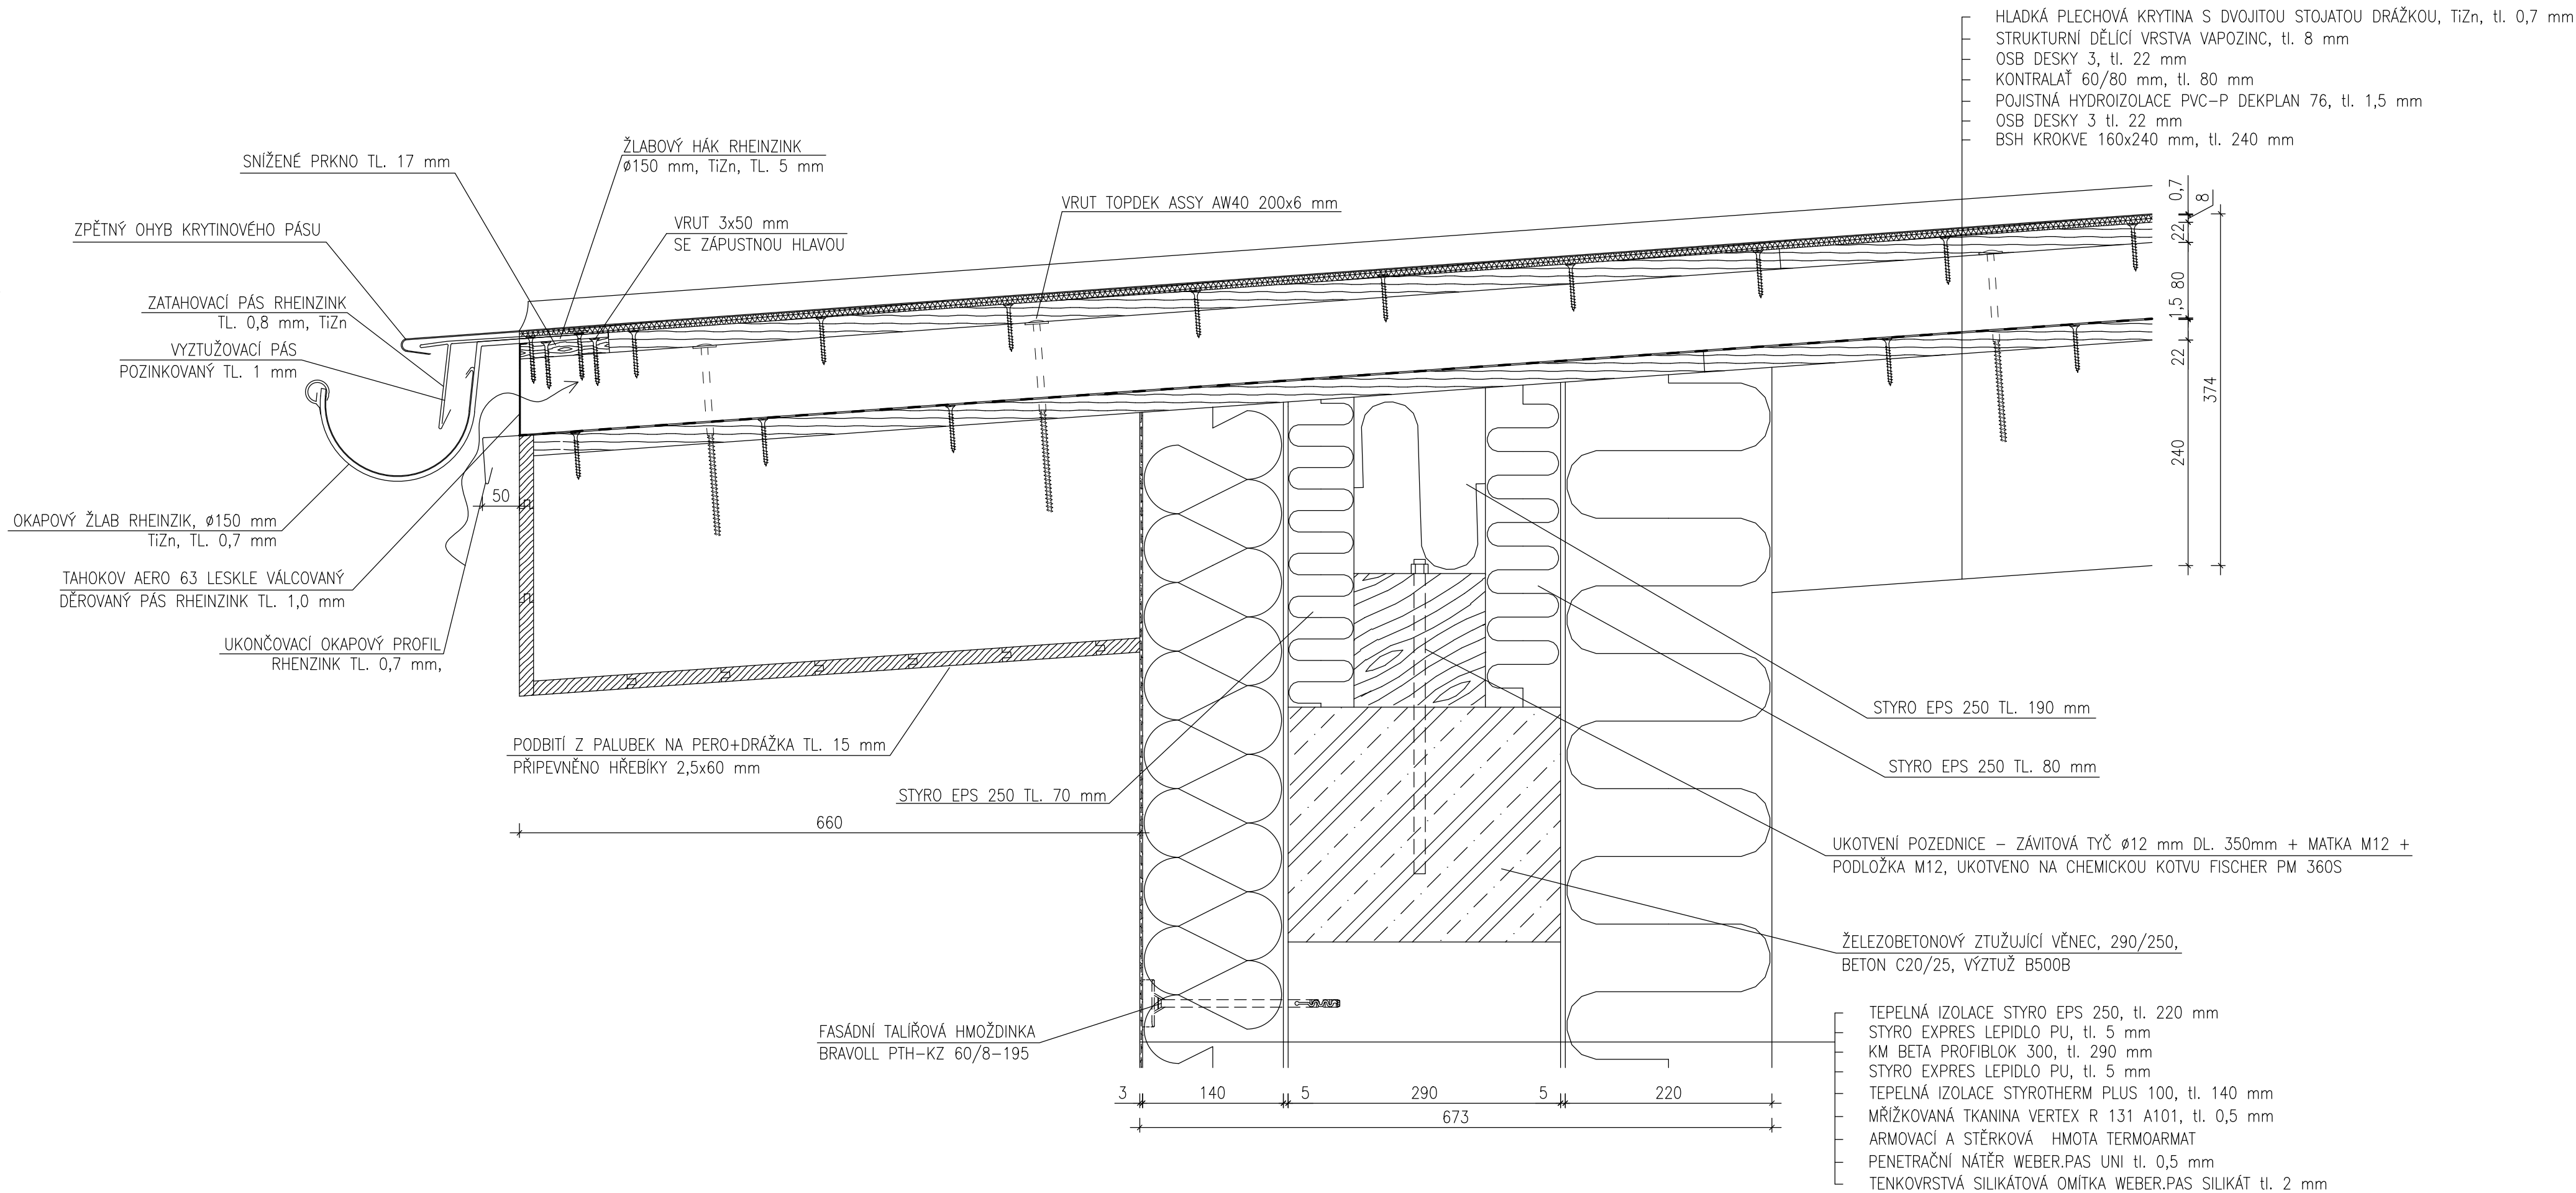 HLADKÁ PLECHOVÁ KRYTINA S DVOJITOU STOJATOU DRÁŽKOU, TiZn, tl. 0,7 mm
STRUKTURNÍ DĚLÍCÍ VRSTVA VAPOZINC, tl. 8 mm
OSB DESKY 3, tl. 22 mm
KONTRALAŤ 60/80 mm, tl. 80 mm
POJISTNÁ HYDROIZOLACE PVC-P DEKPLAN 76, tl. 1,5 mm
OSB DESKY 3 tl. 22 mm
BSH KROKVE 160x240 mm, tl. 240 mm
SNÍŽENÉ PRKNO TL. 17 mm
ŽLABOVÝ HÁK RHEINZINK
Ø150 mm, TiZn, TL. 5 mm
VRUT TOPDEK ASSY AW40 200x6 mm
ZPĚTNÝ OHYB KRYTINOVÉHO PÁSU
VRUT 3x50 mm
SE ZÁPUSTNOU HLAVOU
ZATAHOVACÍ PÁS RHEINZINK
TL. 0,8 mm, TiZn
VYZTUŽOVACÍ PÁS
POZINKOVANÝ TL. 1 mm
0,7
8
22
80
1,5
22
240
374
50
OKAPOVÝ ŽLAB RHEINZIK, Ø150 mm
TiZn, TL. 0,7 mm
TAHOKOV AERO 63 LESKLE VÁLCOVANÝ
DĚROVANÝ PÁS RHEINZINK TL. 1,0 mm
UKONČOVACÍ OKAPOVÝ PROFIL
RHENZINK TL. 0,7 mm,
PODBITÍ Z PALUBEK NA PERO+DRÁŽKA TL. 15 mm
PŘIPEVNĚNO HŘEBÍKY 2,5x60 mm
STYRO EPS 250 TL. 70 mm
660
STYRO EPS 250 TL. 190 mm
STYRO EPS 250 TL. 80 mm
UKOTVENÍ POZEDNICE - ZÁVITOVÁ TYČ Ø12 mm DL. 350mm + MATKA M12 +
PODLOŽKA M12, UKOTVENO NA CHEMICKOU KOTVU FISCHER PM 360S
ŽELEZOBETONOVÝ ZTUŽUJÍCÍ VĚNEC, 290/250,
BETON C20/25, VÝZTUŽ B500B
FASÁDNÍ TALÍŘOVÁ HMOŽDINKA
BRAVOLL PTH-KZ 60/8-195
TEPELNÁ IZOLACE STYRO EPS 250, tl. 220 mm
STYRO EXPRES LEPIDLO PU, tl. 5 mm
KM BETA PROFIBLOK 300, tl. 290 mm
STYRO EXPRES LEPIDLO PU, tl. 5 mm
TEPELNÁ IZOLACE STYROTHERM PLUS 100, tl. 140 mm
MŘÍŽKOVANÁ TKANINA VERTEX R 131 A101, tl. 0,5 mm
ARMOVACÍ A STĚRKOVÁ HMOTA TERMOARMAT
PENETRAČNÍ NÁTĚR WEBER.PAS UNI tl. 0,5 mm
TENKOVRSTVÁ SILIKÁTOVÁ OMÍTKA WEBER.PAS SILIKÁT tl. 2 mm
3 140 5 290 5 220
673